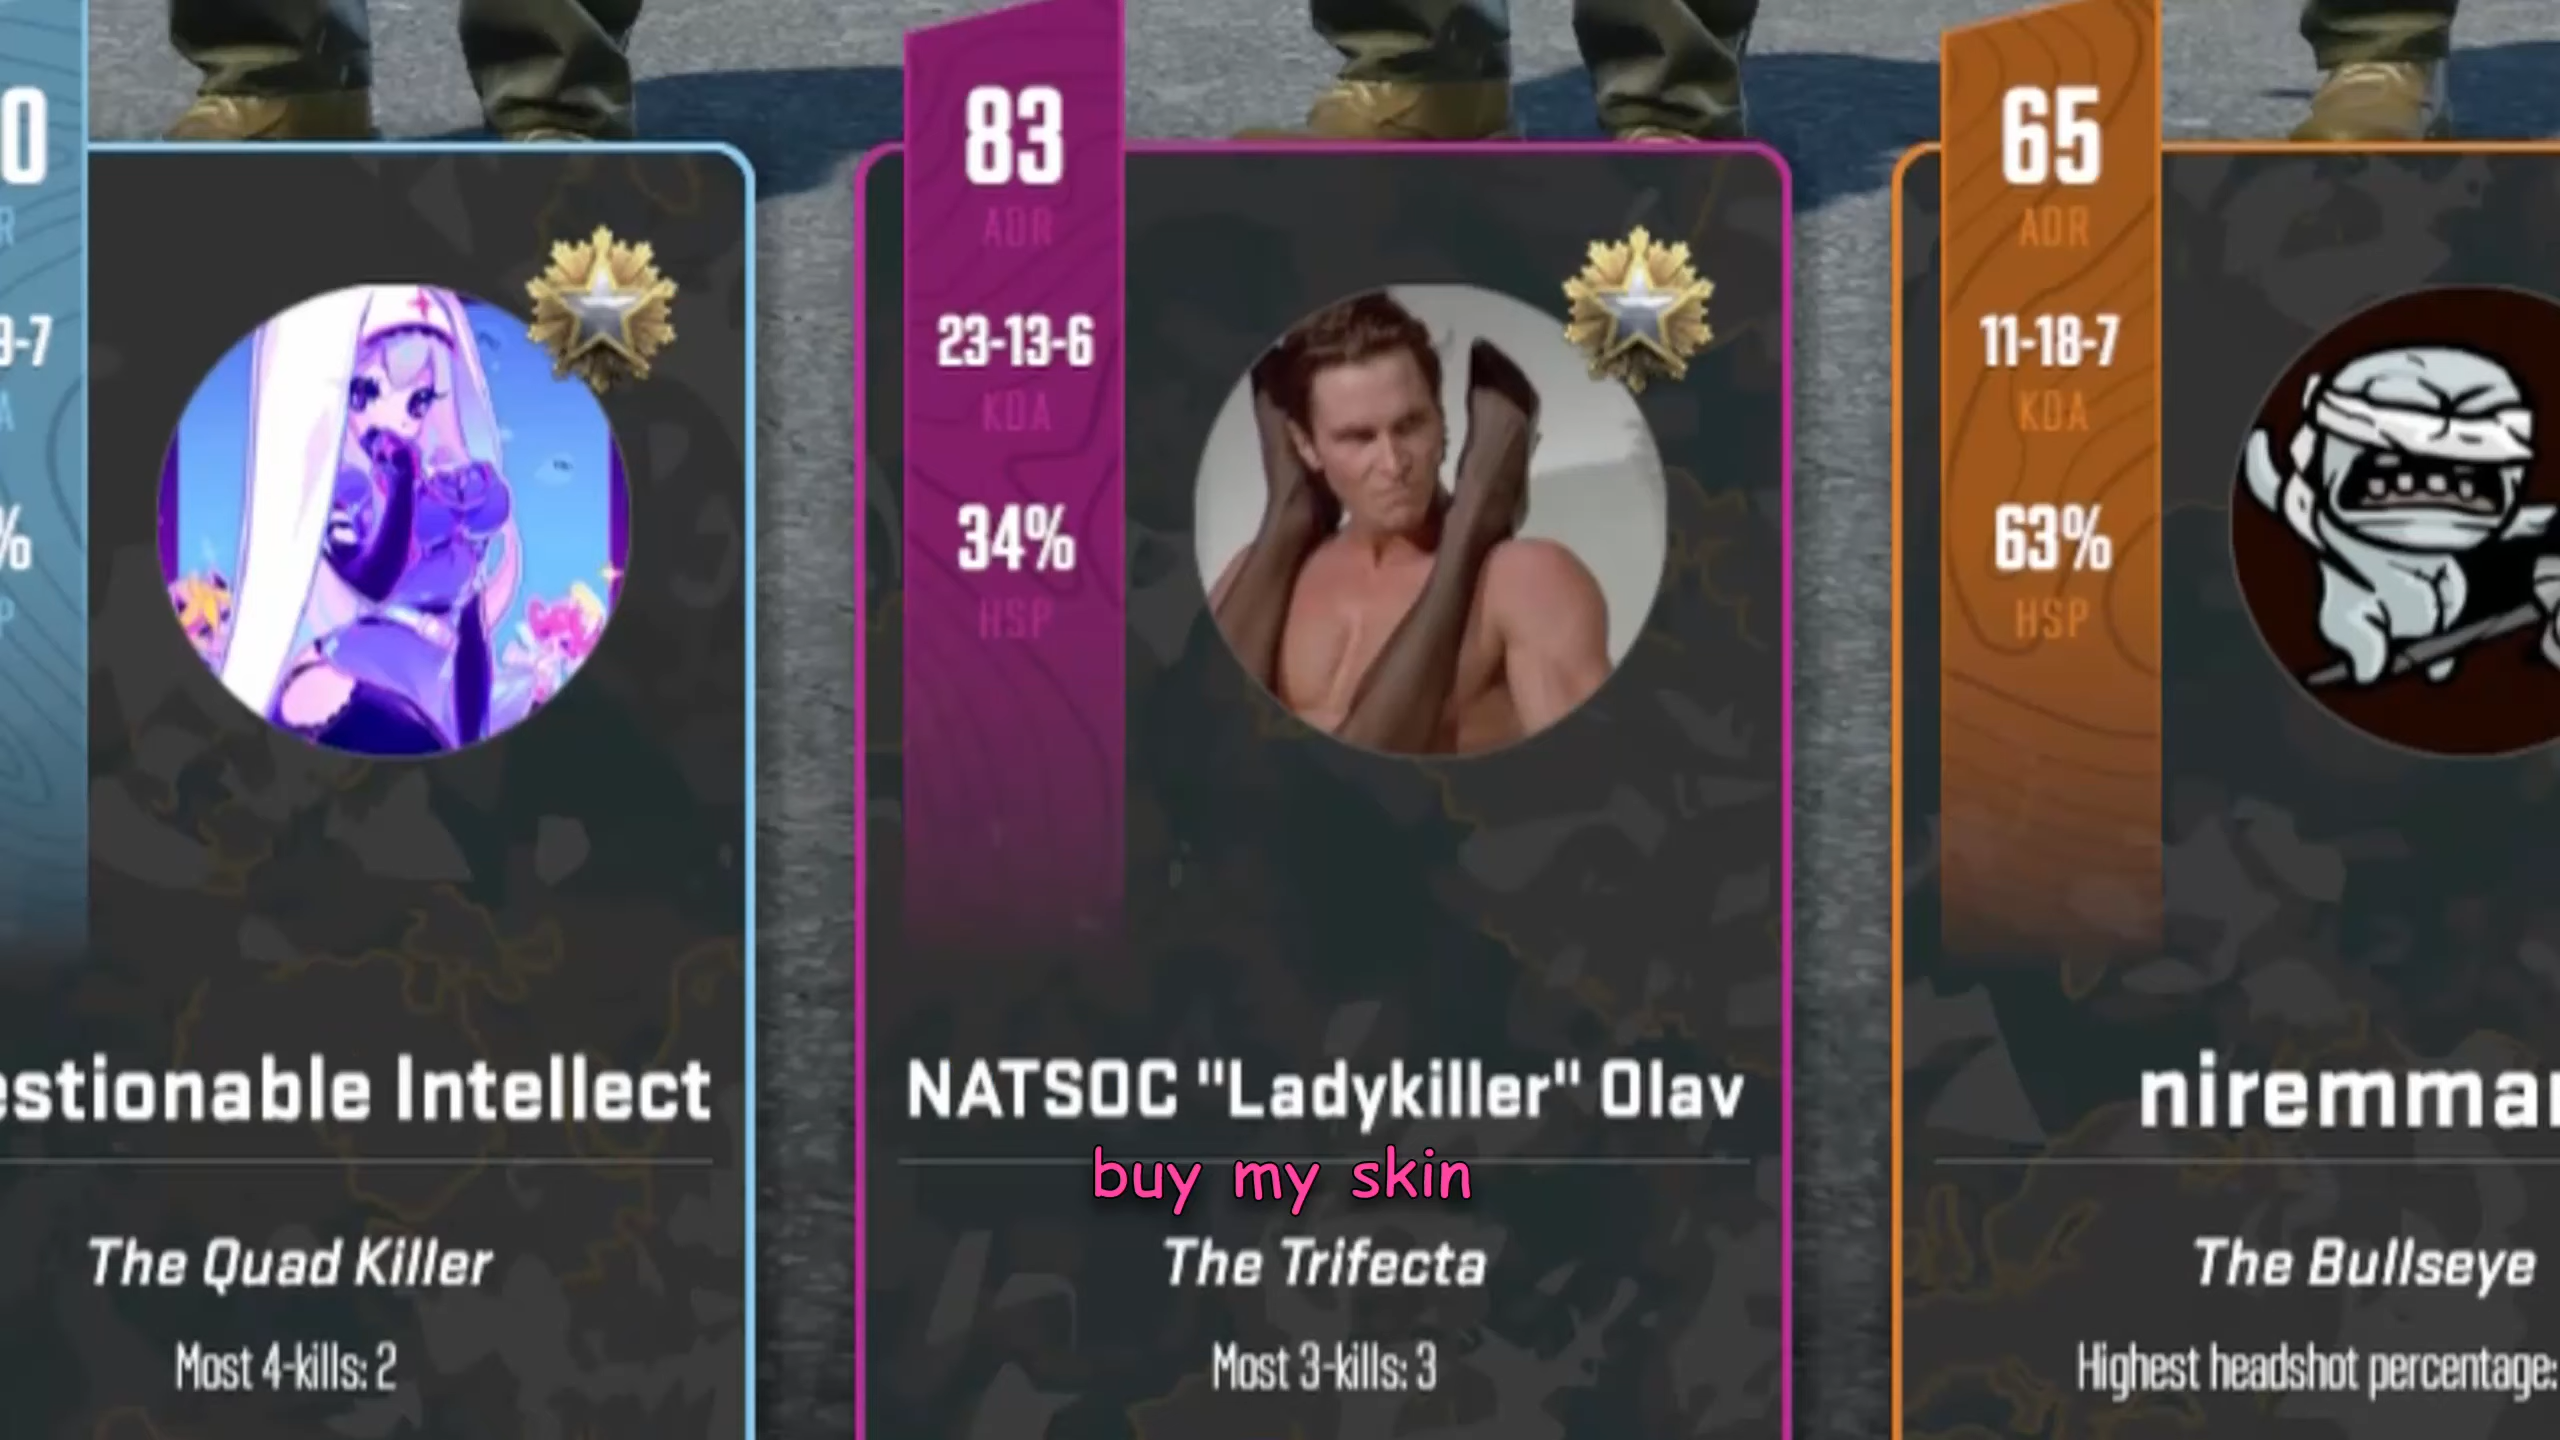 83
ADR
23-13-6
KDA
34%
HSP
65
ADR
11-18-7
KDA
63%
HSP
Intellect
NATSOC "Ladykiller" Olav
buy my skin
The Quad Killer
Most 4-kills: 2
The Trifecta
Most 3-kills: 3
The Bullseye
Highest headshot percentage: